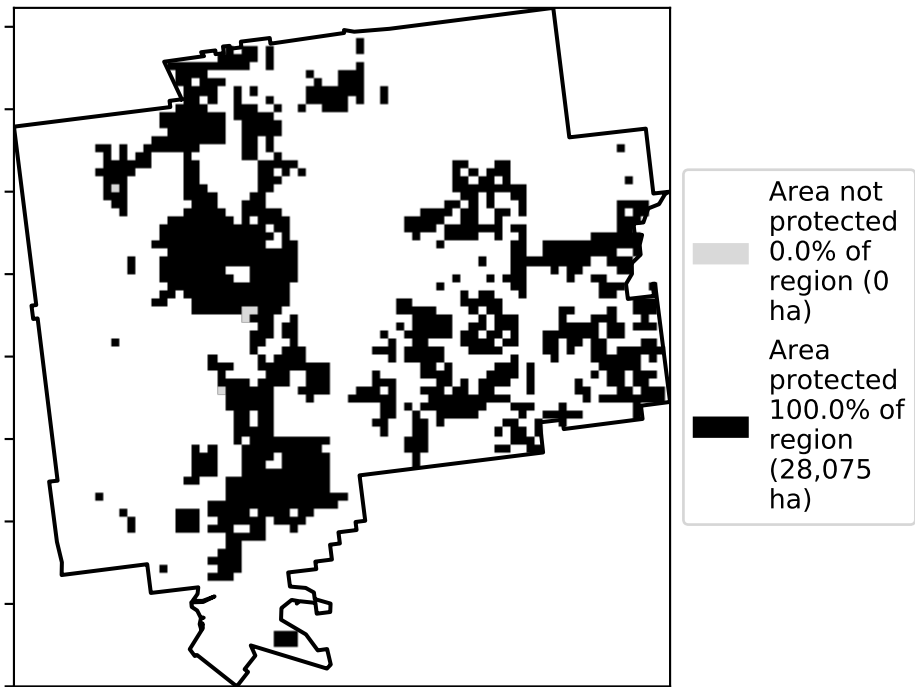 Area not
protected
0.0% of
region (0
ha)
Area
protected
100.0% of
region
(28,075
ha)